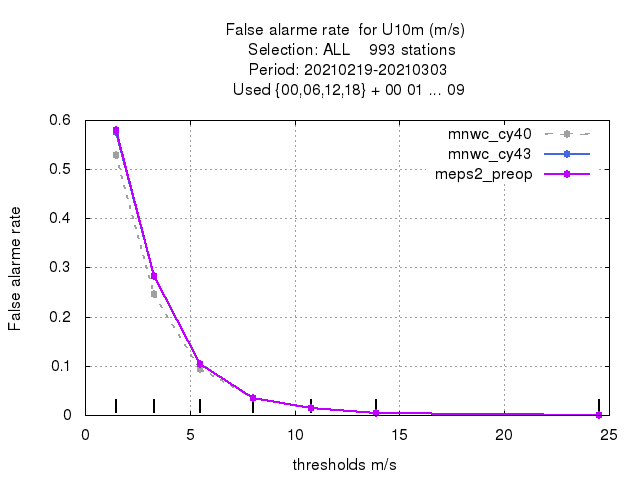 False alarme rate  for U10m (m/s)
Selection: ALL    993 stations
Period: 20210219-20210303
Used {00,06,12,18} + 00 01 ... 09
mnwc_cy40
mnwc_cy43
meps2_preop
False alarme rate
0.6
0.5
0.4
0.3
0.2
0.1
0
0 5 10 15 20 25
thresholds m/s